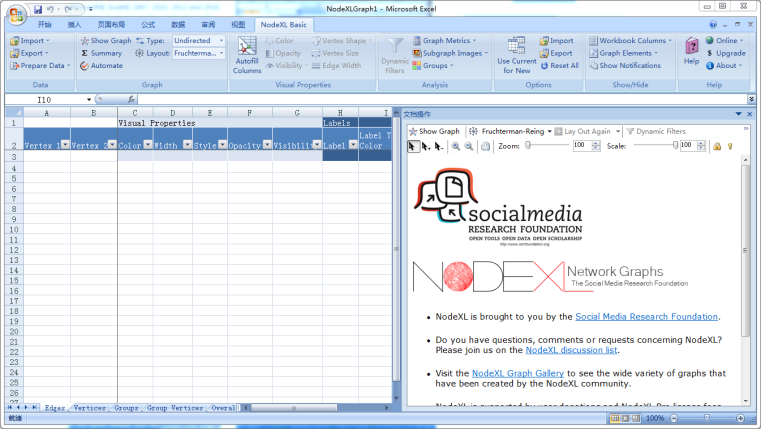 NodeXLGraph1 - Microsoft Excel
开始 插入 页面布局 公式 数据 审阅 视图 NodeXL Basic
Import Show Graph Type: Undirected Color Vertex Shape Graph Metrics Import Workbook Columns Online
Export Summary Layout: Fruchterman... Opacity Vertex Size Subgraph Images Export Graph Elements Upgrade
Prepare Data Automate Autofill Columns Visibility Edge Width Dynamic Filters Groups Use Current for New Reset All Show Notifications Help About
Data Graph Visual Properties Analysis Options Show/Hide Help
I10 fx
文档操作
A B C D E F G H I
1 Visual Properties Labels
2 Vertex 1 Vertex 2 Color Width Style Opacity Visibilit Label Label T Color
3
4
5
6
7
8
9
10
11
12
13
14
15
16
17
18
19
20
21
22
23
24
25
26
27
Show Graph Fruchterman-Reing Lay Out Again Dynamic Filters
Zoom: 100 Scale: 100
socialmedia
RESEARCH FOUNDATION
OPEN TOOLS OPEN DATA OPEN SCHOLARSHIP
http://www.smrfoundation.org
NODEXL Network Graphs
The Social Media Research Foundation
• NodeXL is brought to you by the Social Media Research Foundation.
• Do you have questions, comments or requests concerning NodeXL?
Please join us on the NodeXL discussion list.
• Visit the NodeXL Graph Gallery to see the wide variety of graphs that
have been created by the NodeXL community.
Edges Vertices Groups Group Vertices Overal
就绪 100%